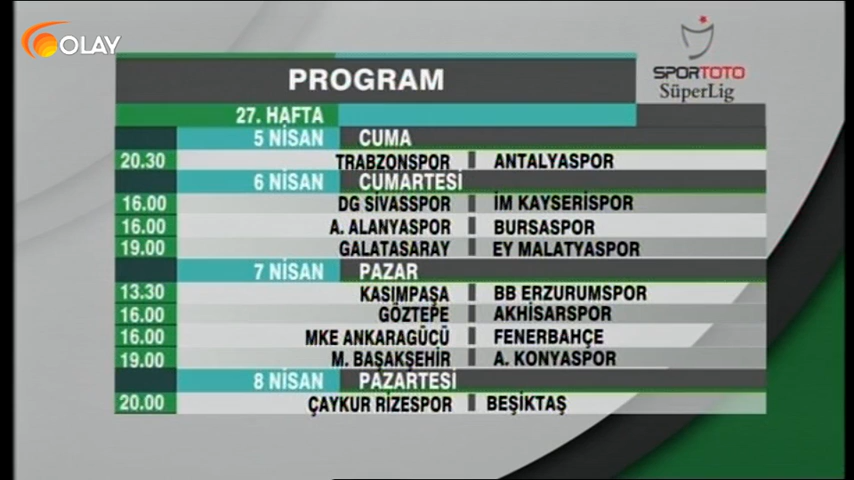 OLAY
PROGRAM
SPORTOTO
SüperLig
27. HAFTA
5 NİSAN CUMA
20.30 TRABZONSPOR ANTALYASPOR
6 NİSAN CUMARTESİ
16.00 DG SİVASSPOR İM KAYSERİSPOR
16.00 A. ALANYASPOR BURSASPOR
19.00 GALATASARAY EY MALATYASPOR
7 NİSAN PAZAR
13.30 KASIMPAŞA BB ERZURUMSPOR
16.00 GÖZTEPE AKHİSARSPOR
16.00 MKE ANKARAGÜCÜ FENERBAHÇE
19.00 M. BAŞAKŞEHİR A. KONYASPOR
8 NİSAN PAZARTESİ
20.00 ÇAYKUR RİZESPOR BEŞİKTAŞ